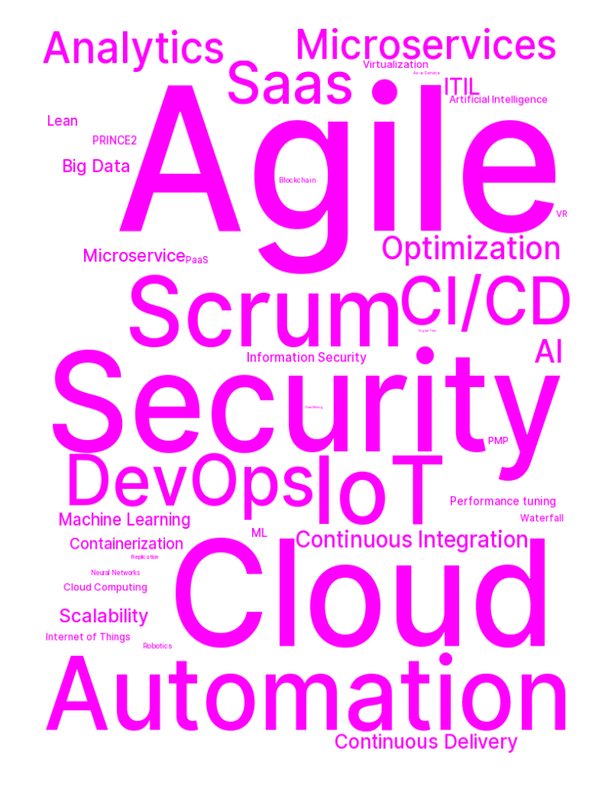 Analytics
Microservices
Saas
Virtualization
ITIL
Artificial Intelligence
Agile
Lean
PRINCE2
Big Data
Blockchain
VR
Microservice
PaaS
Optimization
Scrum
CI/CD
Information Security
AI
Security
PMP
DevOps
IoT
Performance tuning
Waterfall
Machine Learning
ML
Continuous Integration
Containerization
Replication
Neural Networks
Cloud
Cloud Computing
Scalability
Internet of Things
Robotics
Automation
Continuous Delivery